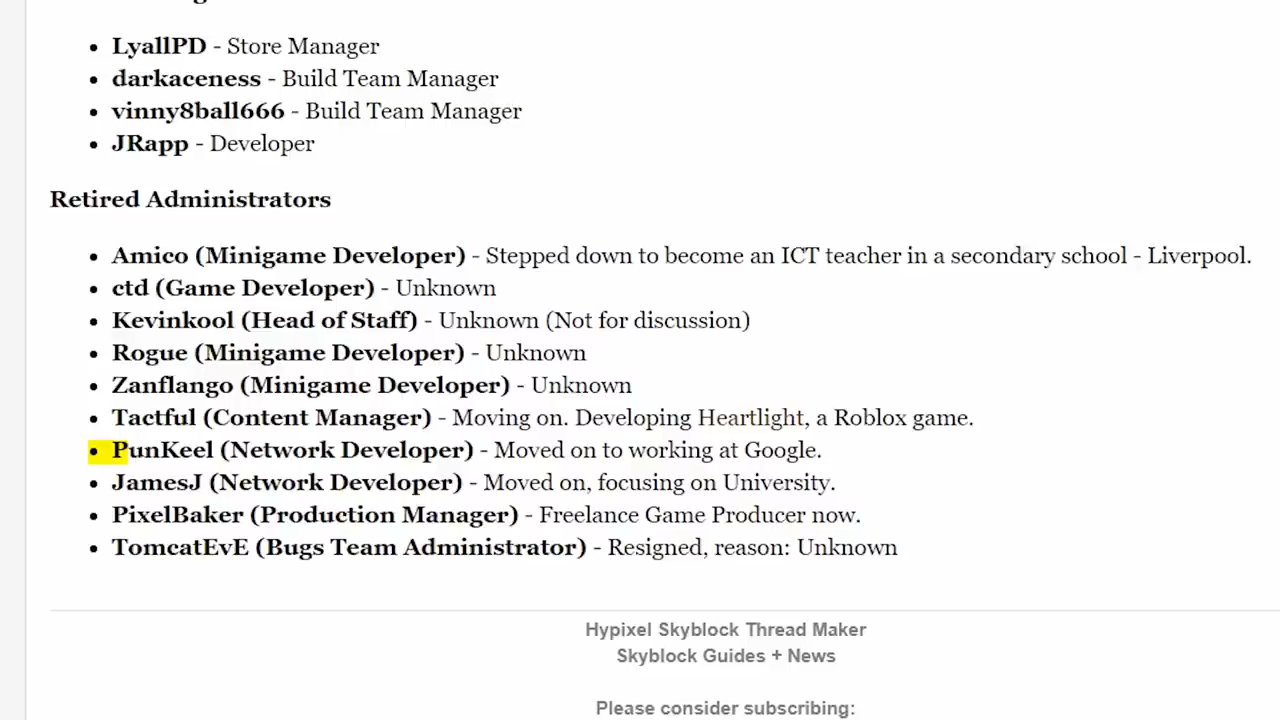 • LyallPD - Store Manager
• darkaceness - Build Team Manager
• vinny8ball666 - Build Team Manager
• JRapp - Developer
Retired Administrators
• Amico (Minigame Developer) - Stepped down to become an ICT teacher in a secondary school - Liverpool.
• ctd (Game Developer) - Unknown
• Kevinkool (Head of Staff) - Unknown (Not for discussion)
• Rogue (Minigame Developer) - Unknown
• Zanflango (Minigame Developer) - Unknown
• Tactful (Content Manager) - Moving on. Developing Heartlight, a Roblox game.
• PunKeel (Network Developer) - Moved on to working at Google.
• JamesJ (Network Developer) - Moved on, focusing on University.
• PixelBaker (Production Manager) - Freelance Game Producer now.
• TomcatEvE (Bugs Team Administrator) - Resigned, reason: Unknown
Hypixel Skyblock Thread Maker
Skyblock Guides + News
Please consider subscribing: